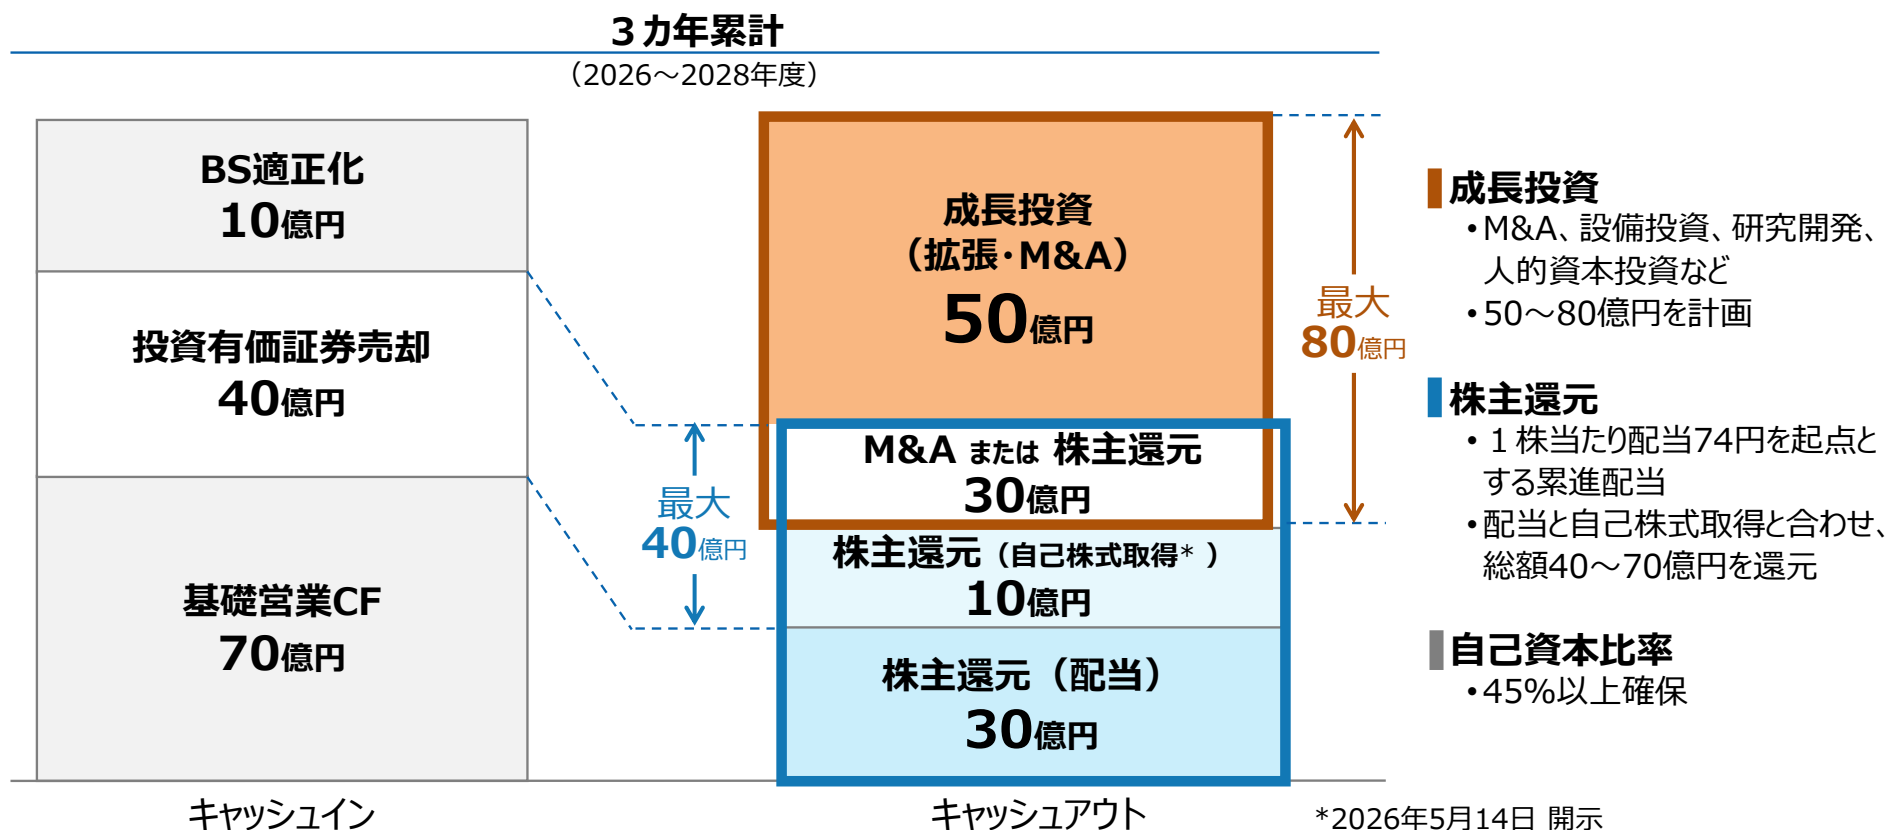 ３カ年累計
（2026～2028年度）
BS適正化
10億円
投資有価証券売却
40億円
基礎営業CF
70億円
キャッシュイン
最大
40億円
成長投資
（拡張・M&A）
50億円
M&A または 株主還元
30億円
株主還元（自己株式取得*）
10億円
株主還元（配当）
30億円
キャッシュアウト
最大
80億円
成長投資
・M&A、設備投資、研究開発、
人的資本投資など
・50～80億円を計画
株主還元
・１株当たり配当74円を起点と
する累進配当
・配当と自己株式取得と合わせ、
総額40～70億円を還元
自己資本比率
・45%以上確保
*2026年5月14日 開示